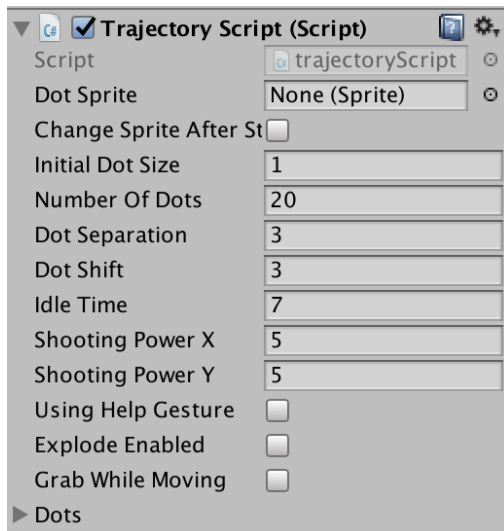 Trajectory Script (Script)
Script trajectoryScript
Dot Sprite None (Sprite)
Change Sprite After St
Initial Dot Size 1
Number Of Dots 20
Dot Separation 3
Dot Shift 3
Idle Time 7
Shooting Power X 5
Shooting Power Y 5
Using Help Gesture
Explode Enabled
Grab While Moving
Dots